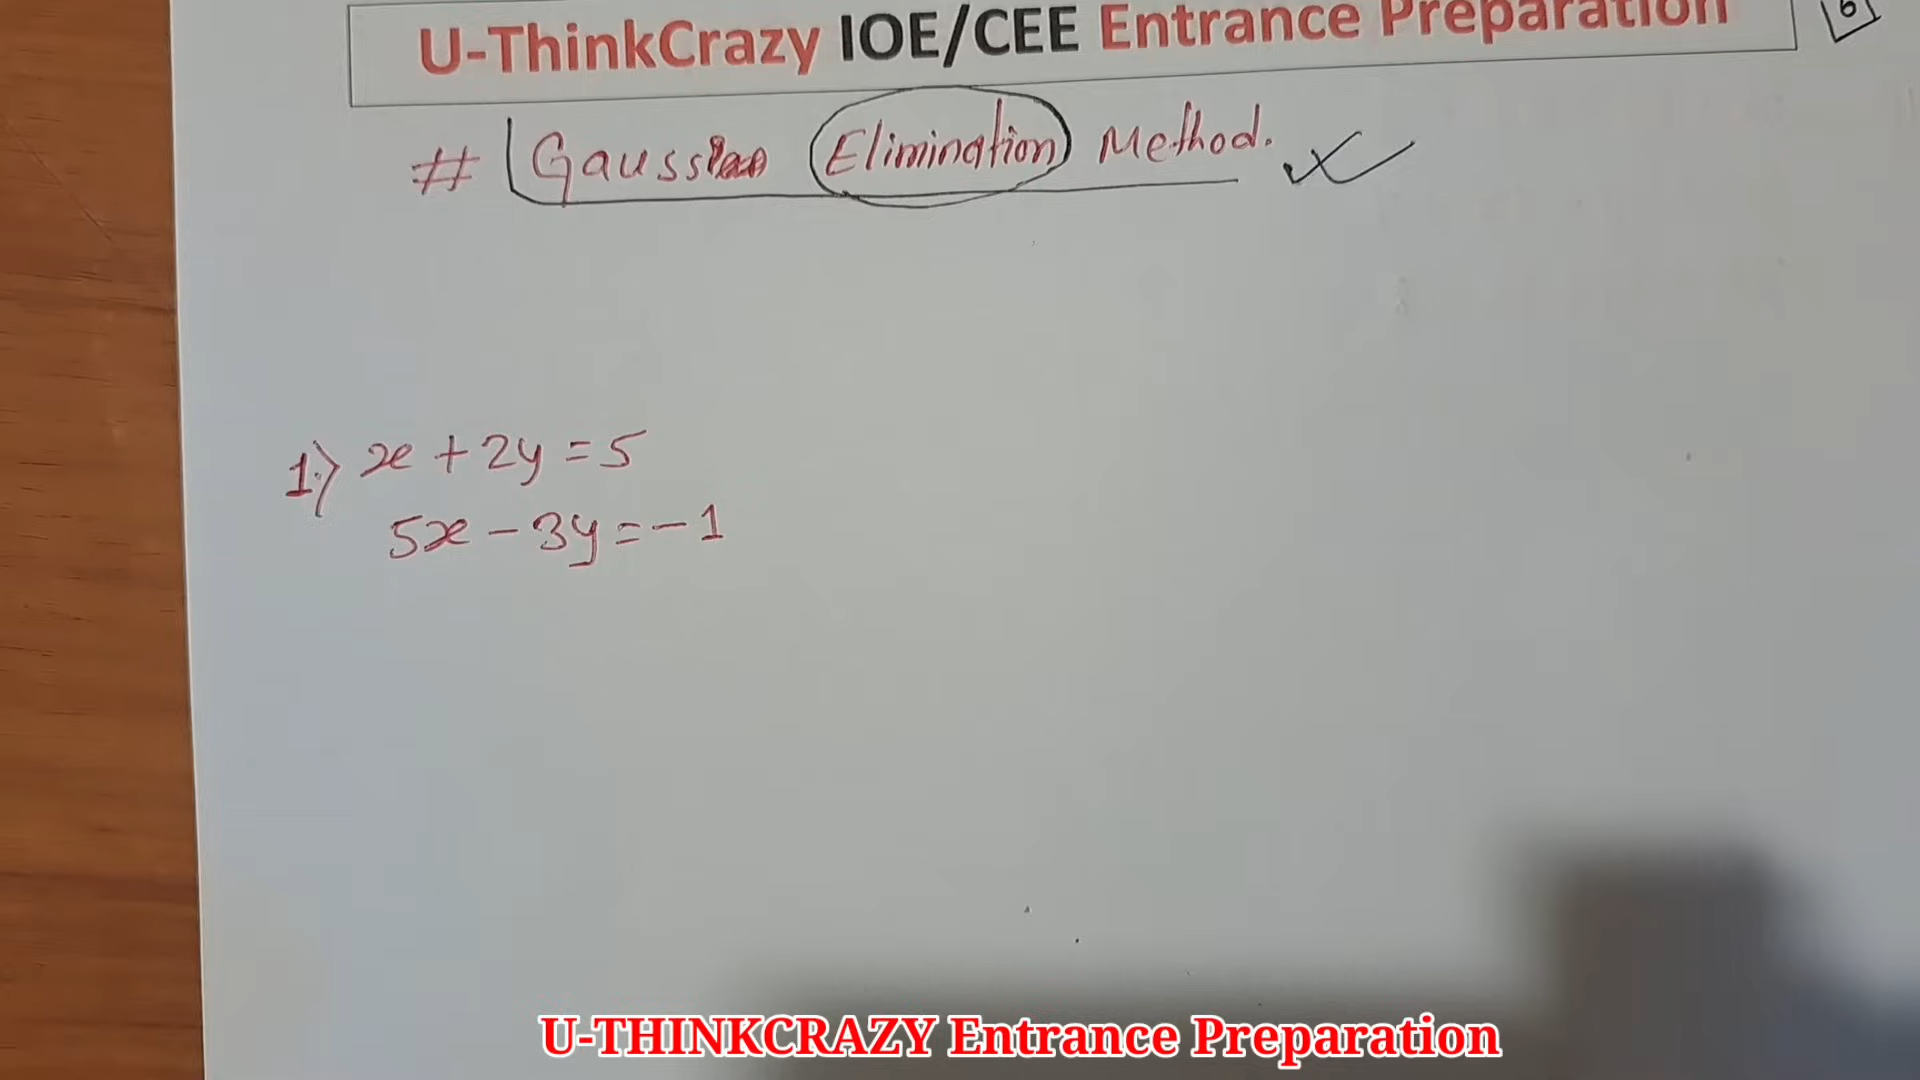 U-ThinkCrazy IOE/CEE Entrance Preparation
6
# Gaussian Elimination Method.
1.) x + 2y = 5
5x - 3y = -1
U-THINKCRAZY Entrance Preparation